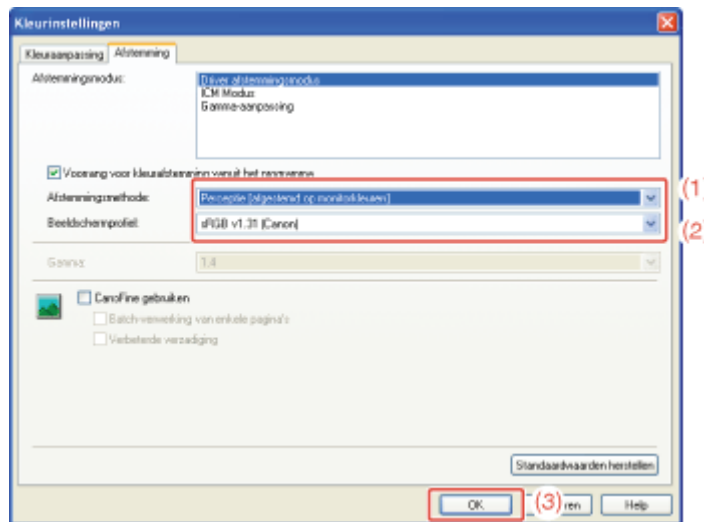 Kleurinstellingen
Kleuraanpassing Afstemming
Afstemmingsmodus: Driver afstemmingsmodus
ICM Modus
Gamma-aanpassing
Voorrang voor kleurafstemming vanuit het programma
Afstemmingsmethode: Perceptie [afgestemd op monitorkleuren] (1)
Beeldschermprofiel: sRGB v1.31 (Canon) (2)
Gamma: 1.4
CanoFine gebruiken
Batch-verwerking van enkele pagina's
Verbeterde verzadiging
Standaardwaarden herstellen
OK (3) ren Help